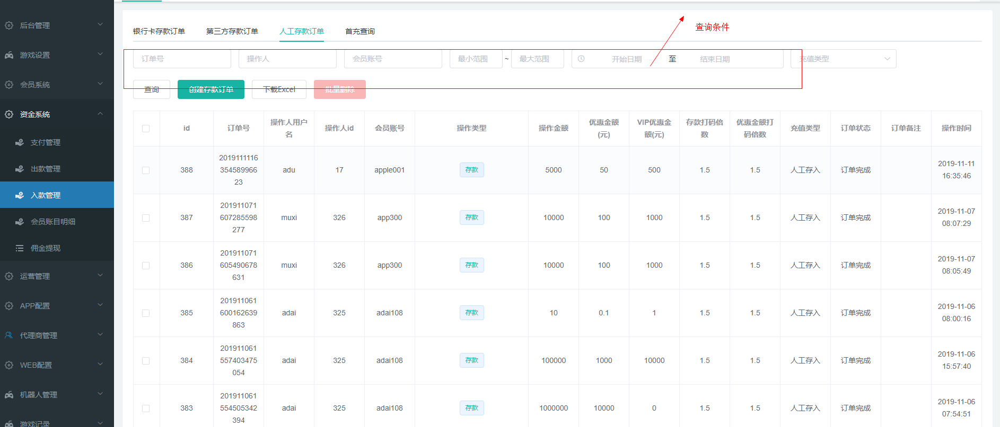 后台管理
游戏设置
会员系统
资金系统
支付管理
出款管理
入款管理
会员账目明细
佣金提现
运营管理
APP配置
代理商管理
WEB配置
机器人管理
游戏记录
银行卡存款订单 第三方存款订单 人工存款订单 首充查询
查询条件
订单号 操作人 会员账号 最小范围 ~ 最大范围 开始日期 至 结束日期 充值类型
查询 创建存款订单 下载Excel 批量删除
id 订单号 操作人用户名 操作人id 会员账号 操作类型 操作金额 优惠金额(元) VIP优惠金额(元) 存款打码倍数 优惠金额打码倍数 充值类型 订单状态 订单备注 操作时间
388 201911111635458996623 adu 17 apple001 存款 5000 50 500 1.5 1.5 人工存入 订单完成 2019-11-11 16:35:46
387 201911071607285598277 muxi 326 app300 存款 10000 100 1000 1.5 1.5 人工存入 订单完成 2019-11-07 08:07:29
386 201911071605490678631 muxi 326 app300 存款 10000 100 1000 1.5 1.5 人工存入 订单完成 2019-11-07 08:05:49
385 201911061600162639863 adai 325 adai108 存款 10 0.1 1 1.5 1.5 人工存入 订单完成 2019-11-06 08:00:16
384 201911061557403475054 adai 325 adai108 存款 100000 1000 10000 1.5 1.5 人工存入 订单完成 2019-11-06 15:57:40
383 201911061554505342394 adai 325 adai108 存款 1000000 10000 0 1.5 1.5 人工存入 订单完成 2019-11-06 07:54:51